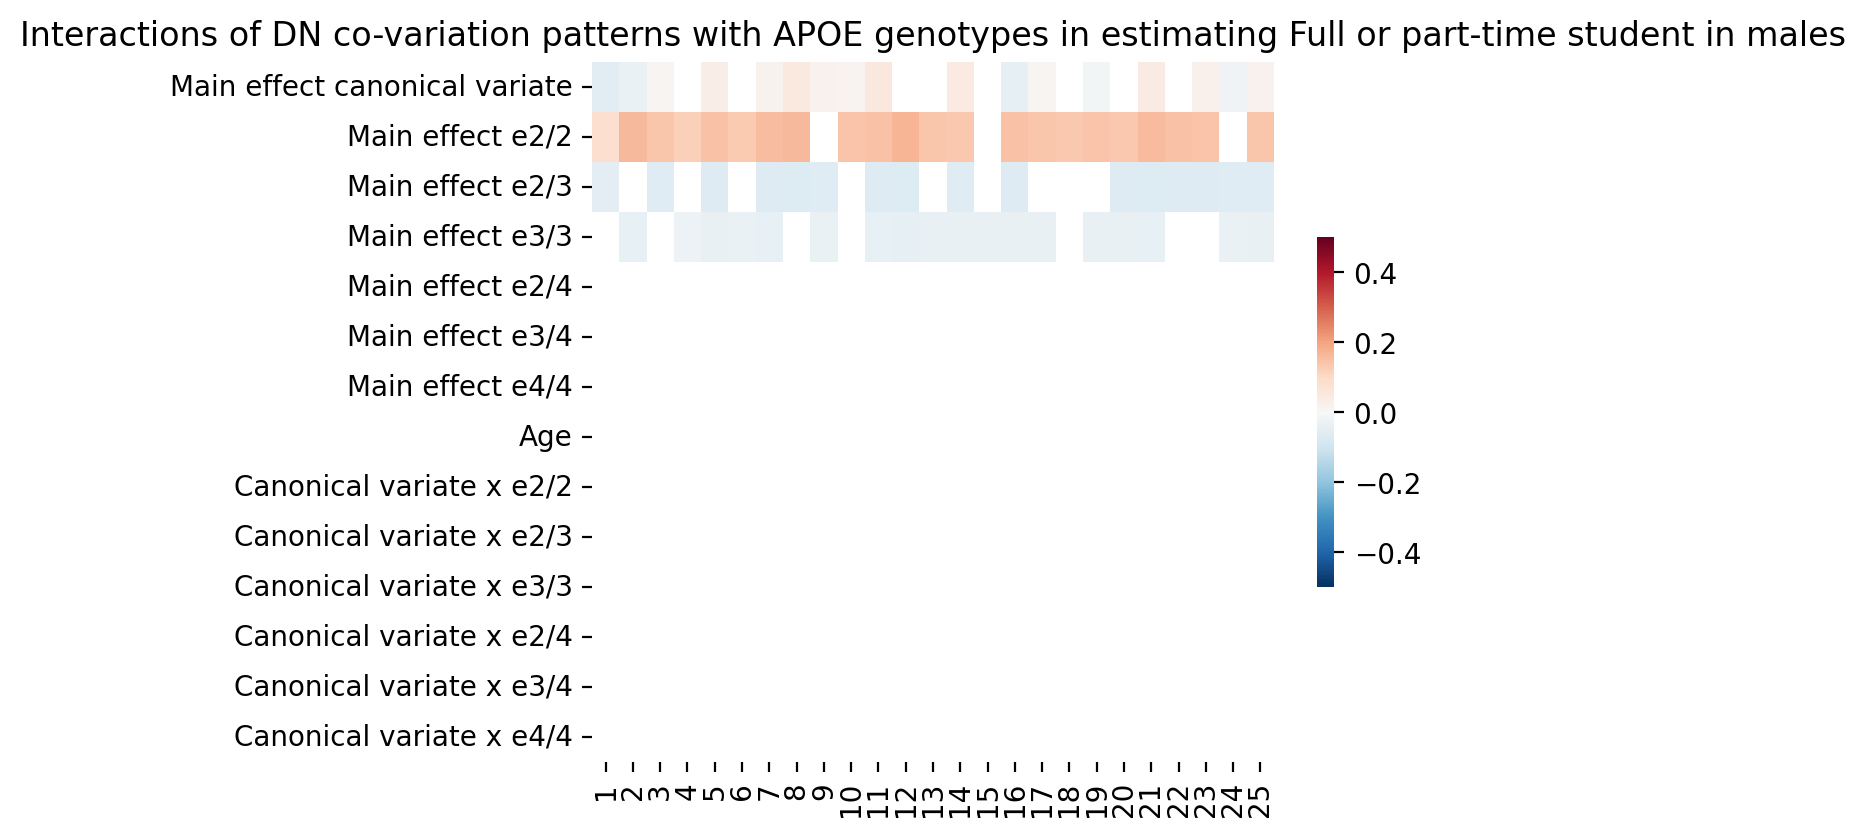 Interactions of DN co-variation patterns with APOE genotypes in estimating Full or part-time student in males
Main effect canonical variate
Main effect e2/2
Main effect e2/3
Main effect e3/3
Main effect e2/4
Main effect e3/4
Main effect e4/4
Age
Canonical variate x e2/2
Canonical variate x e2/3
Canonical variate x e3/3
Canonical variate x e2/4
Canonical variate x e3/4
Canonical variate x e4/4
1 2 3 4 5 6 7 8 9 10 11 12 13 14 15 16 17 18 19 20 21 22 23 24 25
0.4
0.2
0.0
−0.2
−0.4